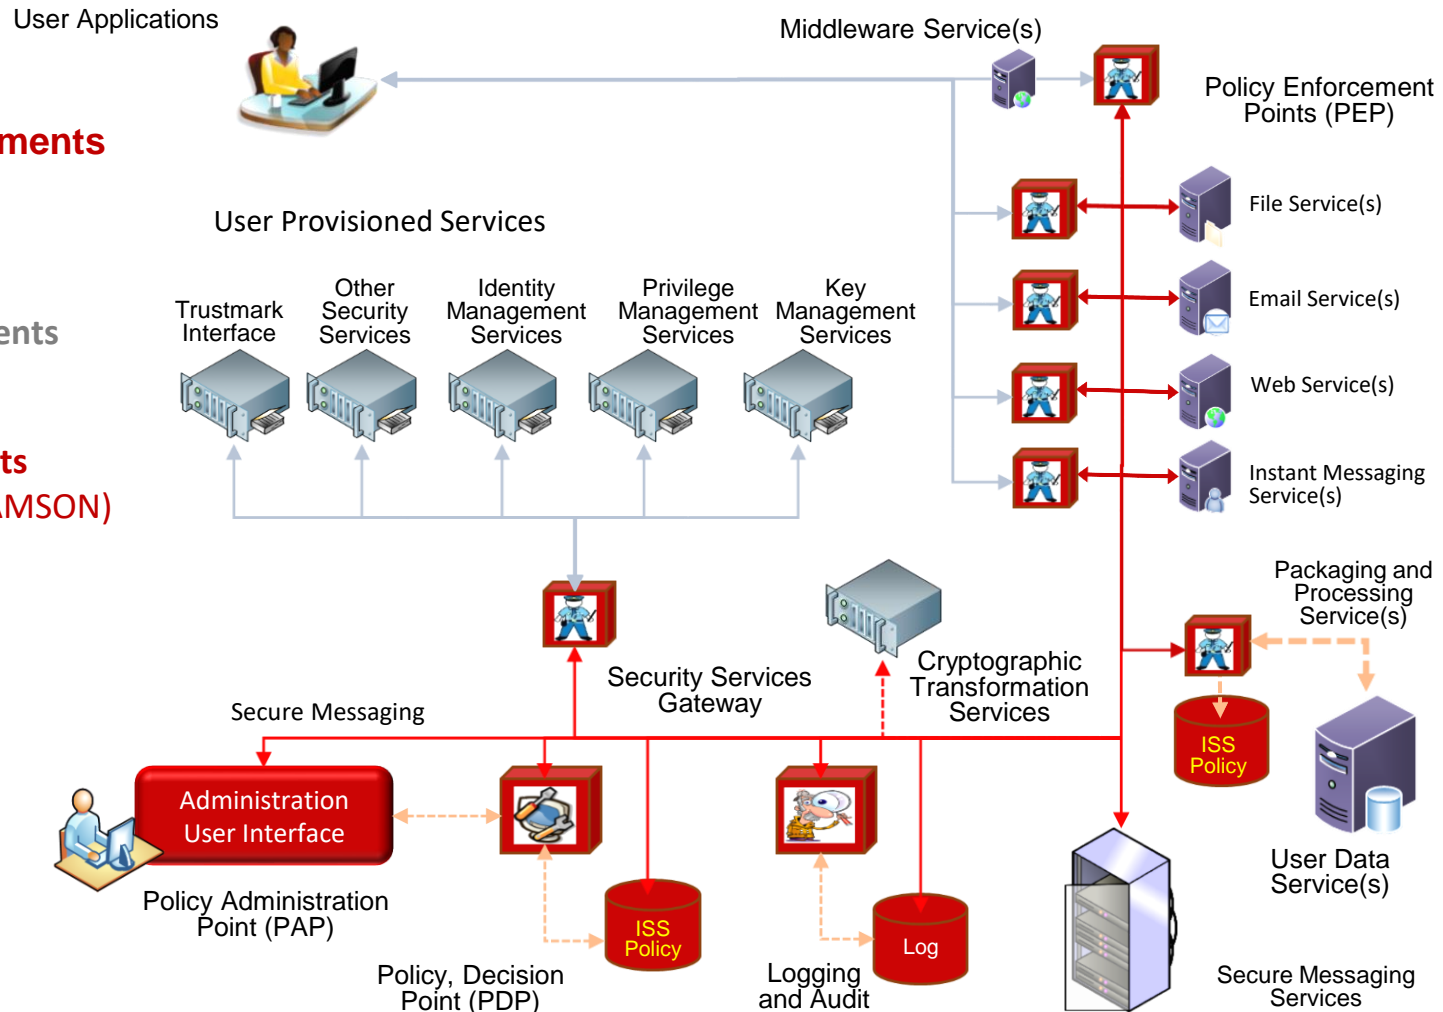 User Applications
Middleware Service(s)
Policy Enforcement
Points (PEP)
ments
File Service(s)
User Provisioned Services
Trustmark
Interface
Other
Security
Services
Identity
Management
Services
Privilege
Management
Services
Key
Management
Services
Email Service(s)
ents
Web Service(s)
ts
AMSON)
Instant Messaging
Service(s)
Packaging and
Processing
Service(s)
Security Services
Gateway
Cryptographic
Transformation
Services
Secure Messaging
ISS
Policy
Administration
User Interface
Policy Administration
Point (PAP)
ISS
Policy
Log
User Data
Service(s)
Policy, Decision
Point (PDP)
Logging
and Audit
Secure Messaging
Services